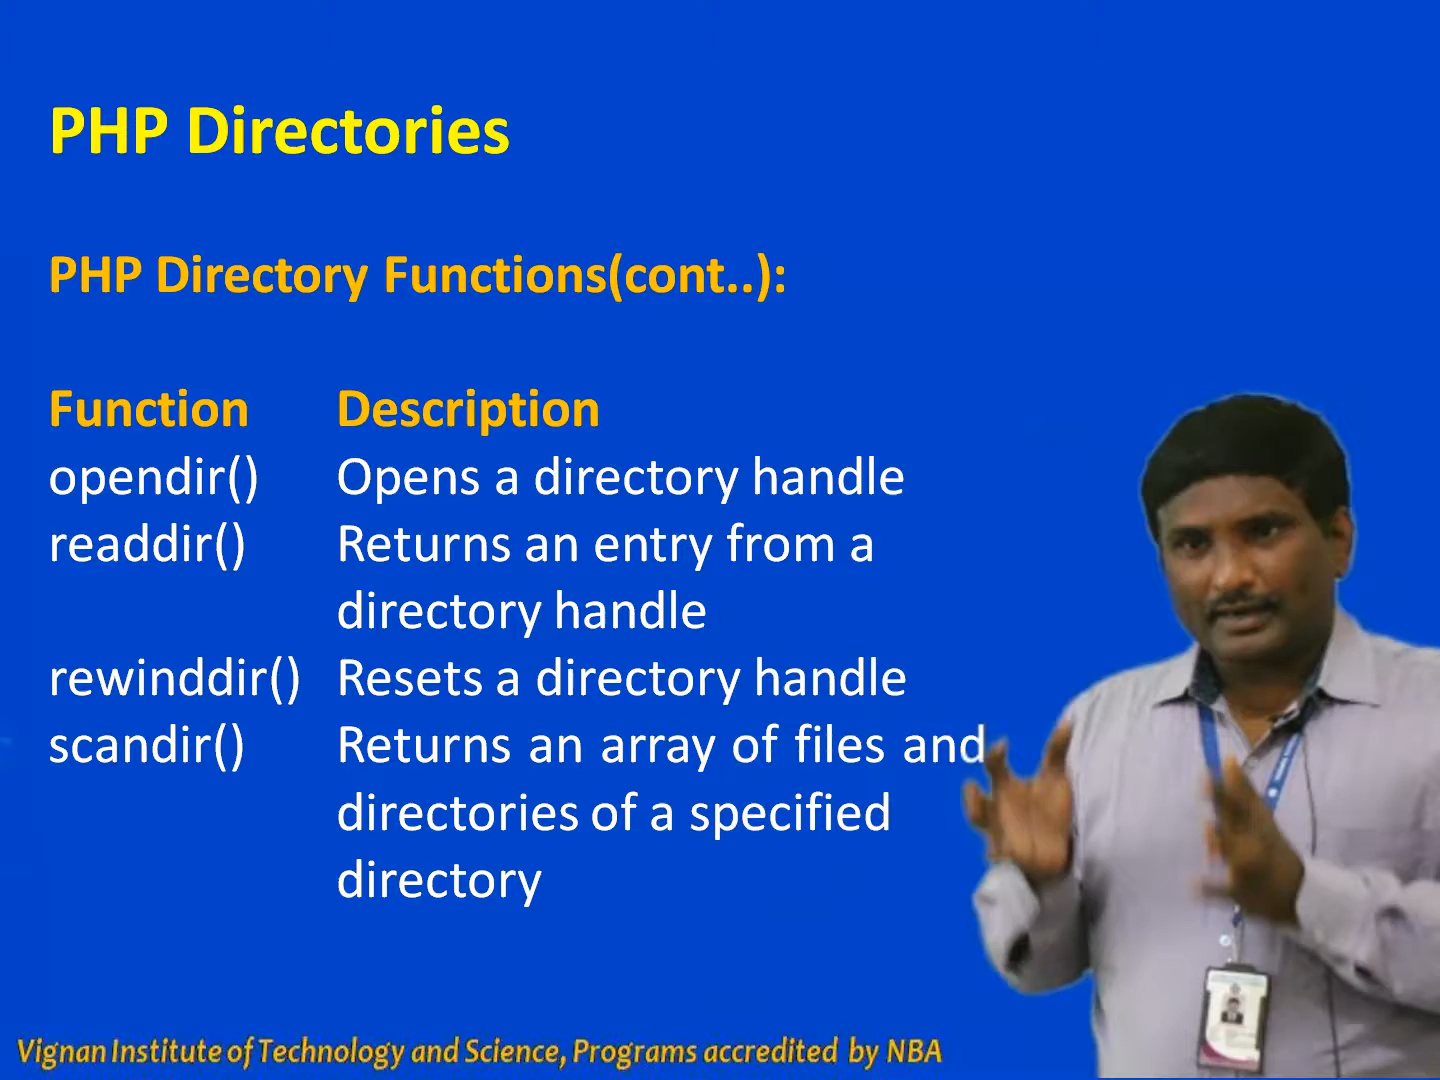 PHP Directories
PHP Directory Functions(cont..):
Function Description
opendir() Opens a directory handle
readdir() Returns an entry from a
directory handle
rewinddir() Resets a directory handle
scandir() Returns an array of files and
directories of a specified
directory
Vignan Institute of Technology and Science, Programs accredited by NBA